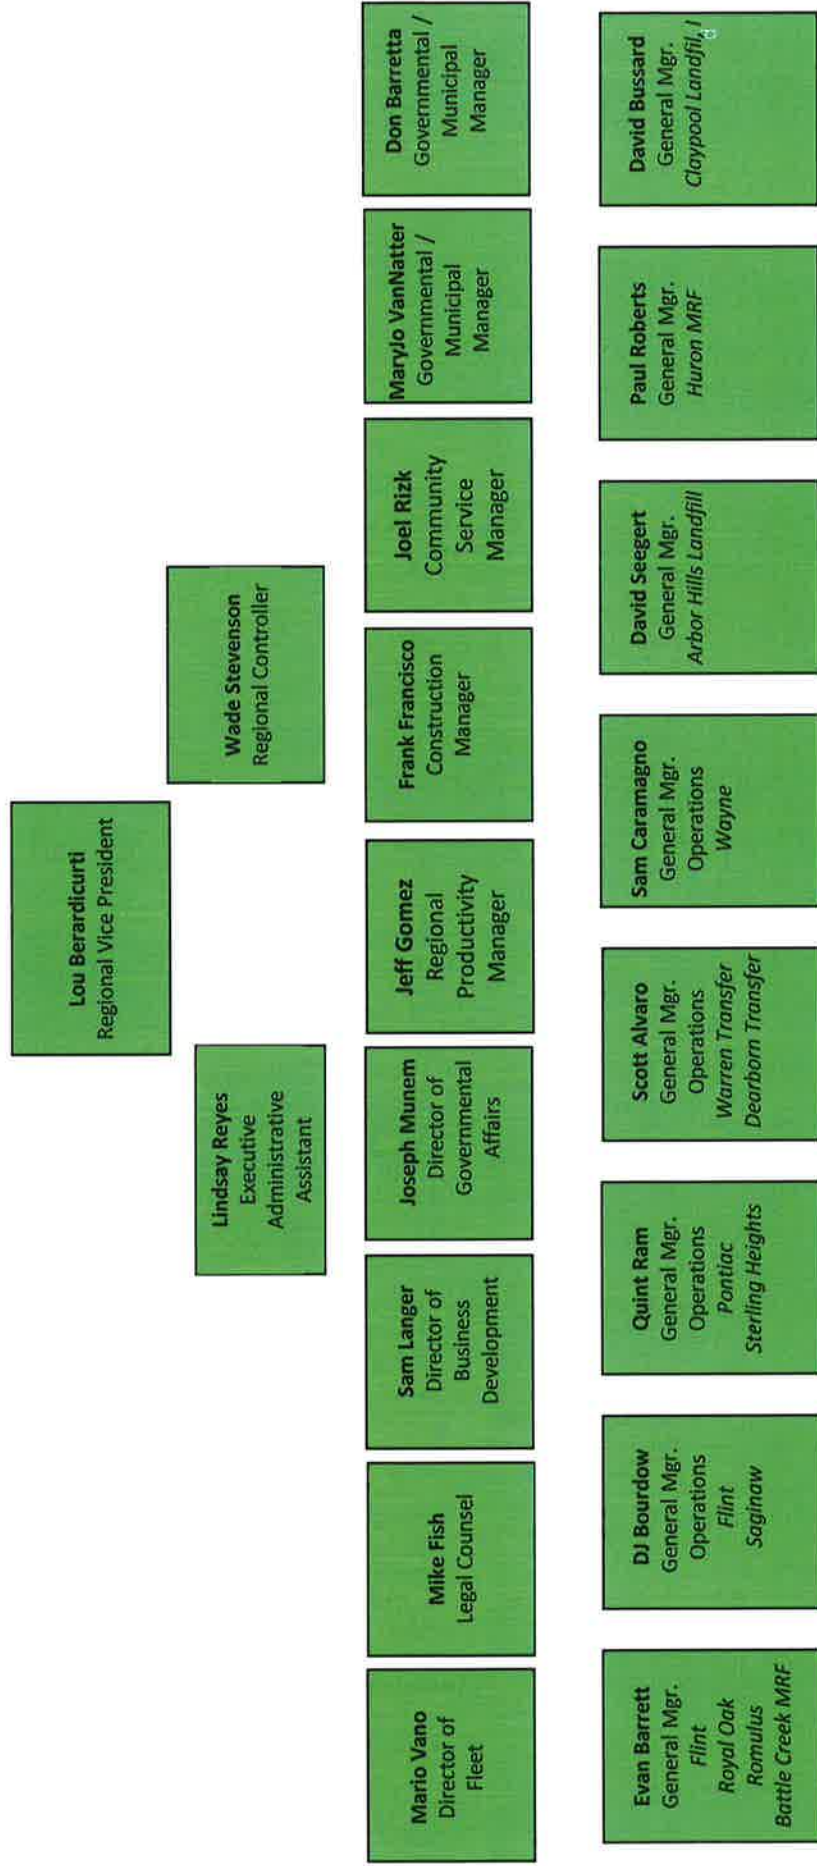 Lou Berardicurti
Regional Vice President
Lindsay Reyes
Executive
Administrative
Assistant
Wade Stevenson
Regional Controller
Mario Vano
Director of
Fleet
Mike Fish
Legal Counsel
Sam Langer
Director of
Business
Development
Joseph Munem
Director of
Governmental
Affairs
Jeff Gomez
Regional
Productivity
Manager
Frank Francisco
Construction
Manager
Joel Rizk
Community
Service
Manager
MaryJo VanNatter
Governmental /
Municipal
Manager
Don Barretta
Governmental /
Municipal
Manager
Evan Barrett
General Mgr.
Flint
Royal Oak
Romulus
Battle Creek MRF
DJ Bourdow
General Mgr.
Operations
Flint
Saginaw
Quint Ram
General Mgr.
Operations
Pontiac
Sterling Heights
Scott Alvaro
General Mgr.
Operations
Warren Transfer
Dearborn Transfer
Sam Caramagno
General Mgr.
Operations
Wayne
David Seegert
General Mgr.
Arbor Hills Landfill
Paul Roberts
General Mgr.
Huron MRF
David Bussard
General Mgr.
Claypool Landfil, I